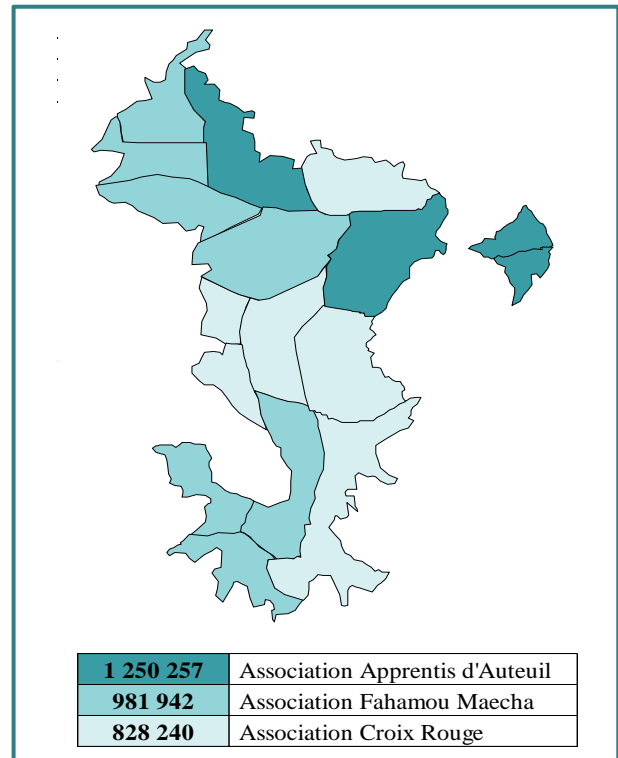 1 250 257 Association Apprentis d'Auteuil
981 942 Association Fahamou Maecha
828 240 Association Croix Rouge